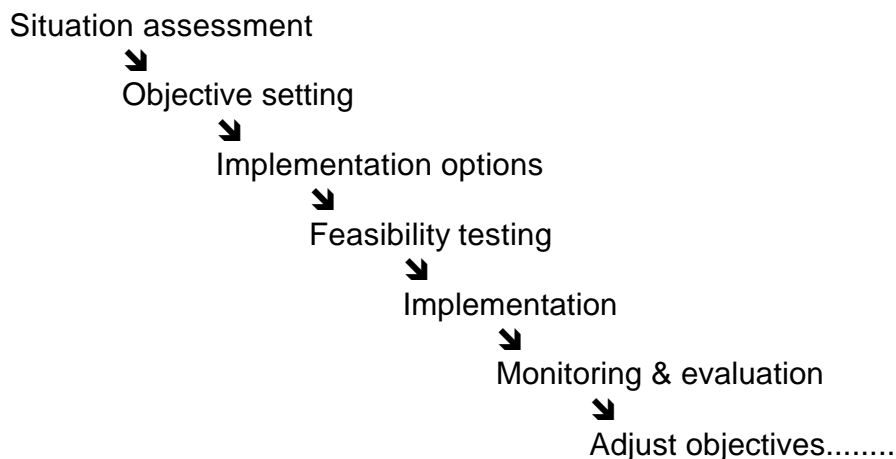 Situation assessment
Objective setting
Implementation options
Feasibility testing
Implementation
Monitoring & evaluation
Adjust objectives........